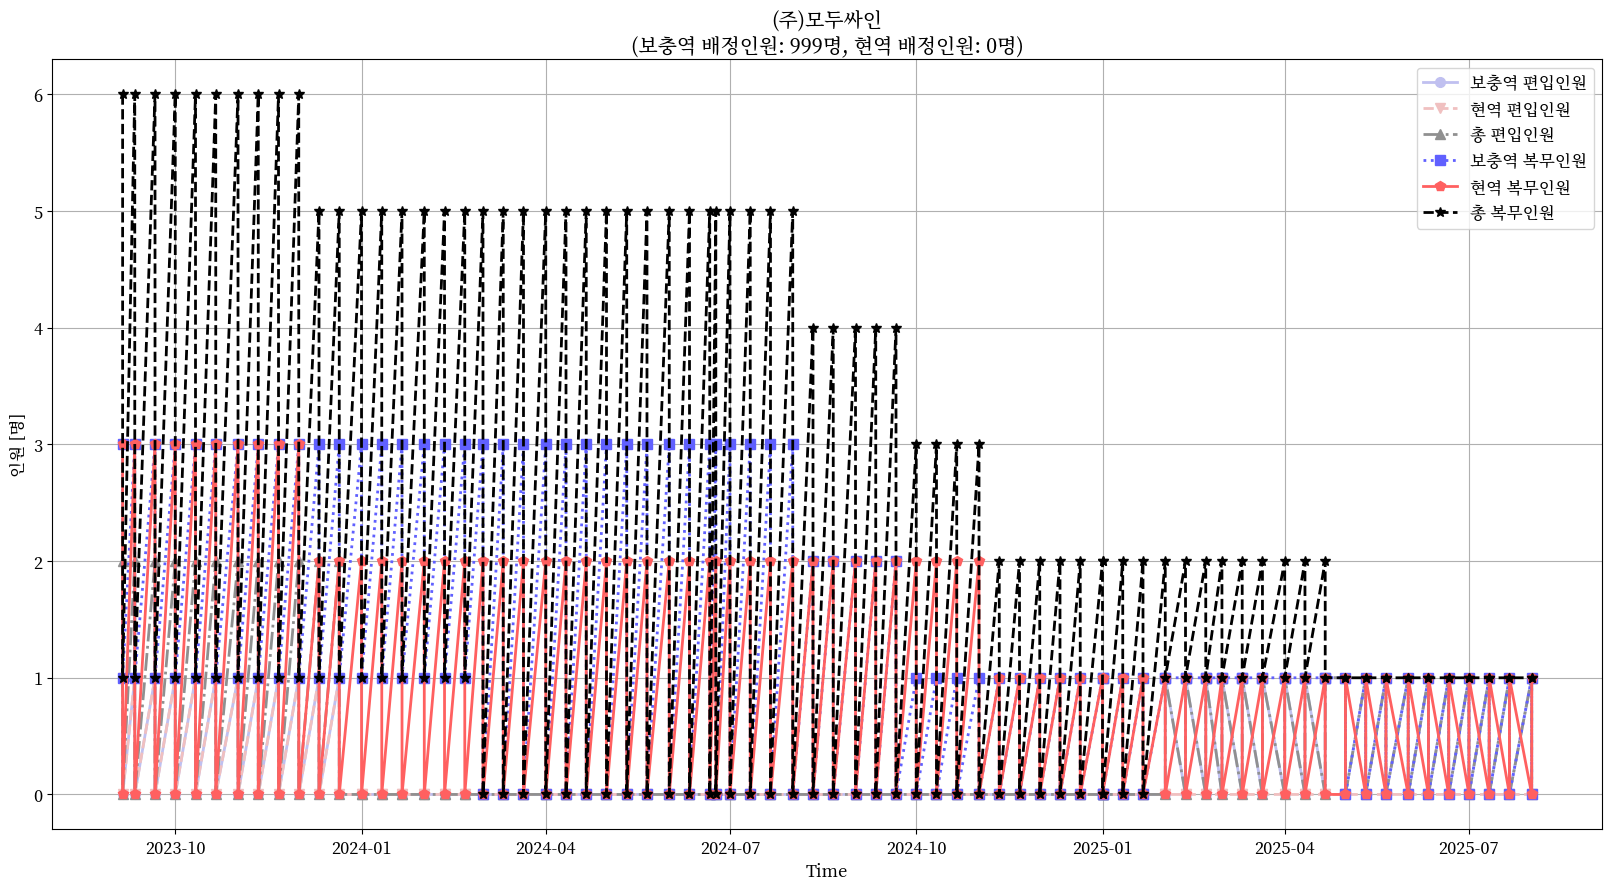 (주)모두싸인
(보충역 배정인원: 999명, 현역 배정인원: 0명)
보충역 편입인원
현역 편입인원
총 편입인원
보충역 복무인원
현역 복무인원
총 복무인원
인원 [명]
6
5
4
3
2
1
0
2023-10
2024-01
2024-04
2024-07
2024-10
2025-01
2025-04
2025-07
Time